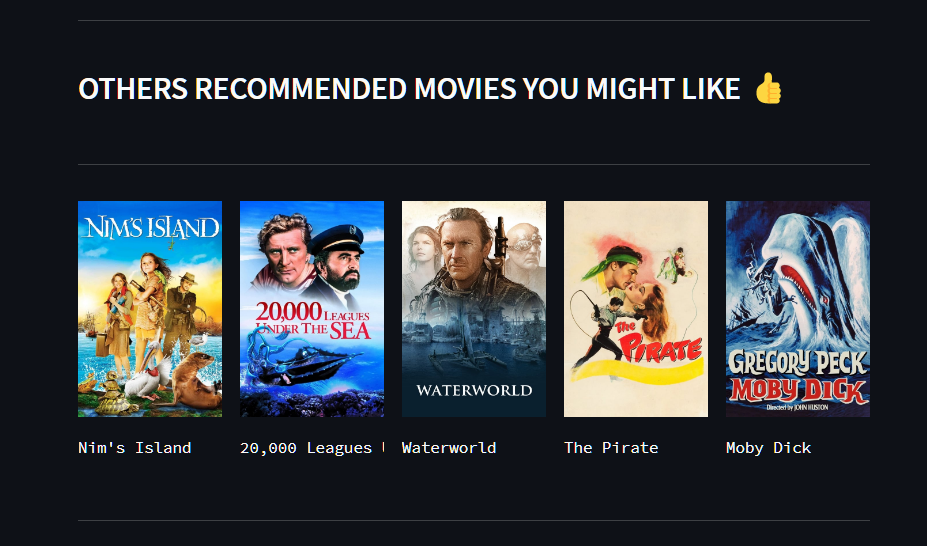 OTHERS RECOMMENDED MOVIES YOU MIGHT LIKE 👍
NIM'S ISLAND
20,000 LEAGUES
UNDER THE SEA
WATERWORLD
The
PIRATE
GREGORY PECK
MOBY DICK
Directed by JOHN HUSTON
Nim's Island
20,000 Leagues
Waterworld
The Pirate
Moby Dick